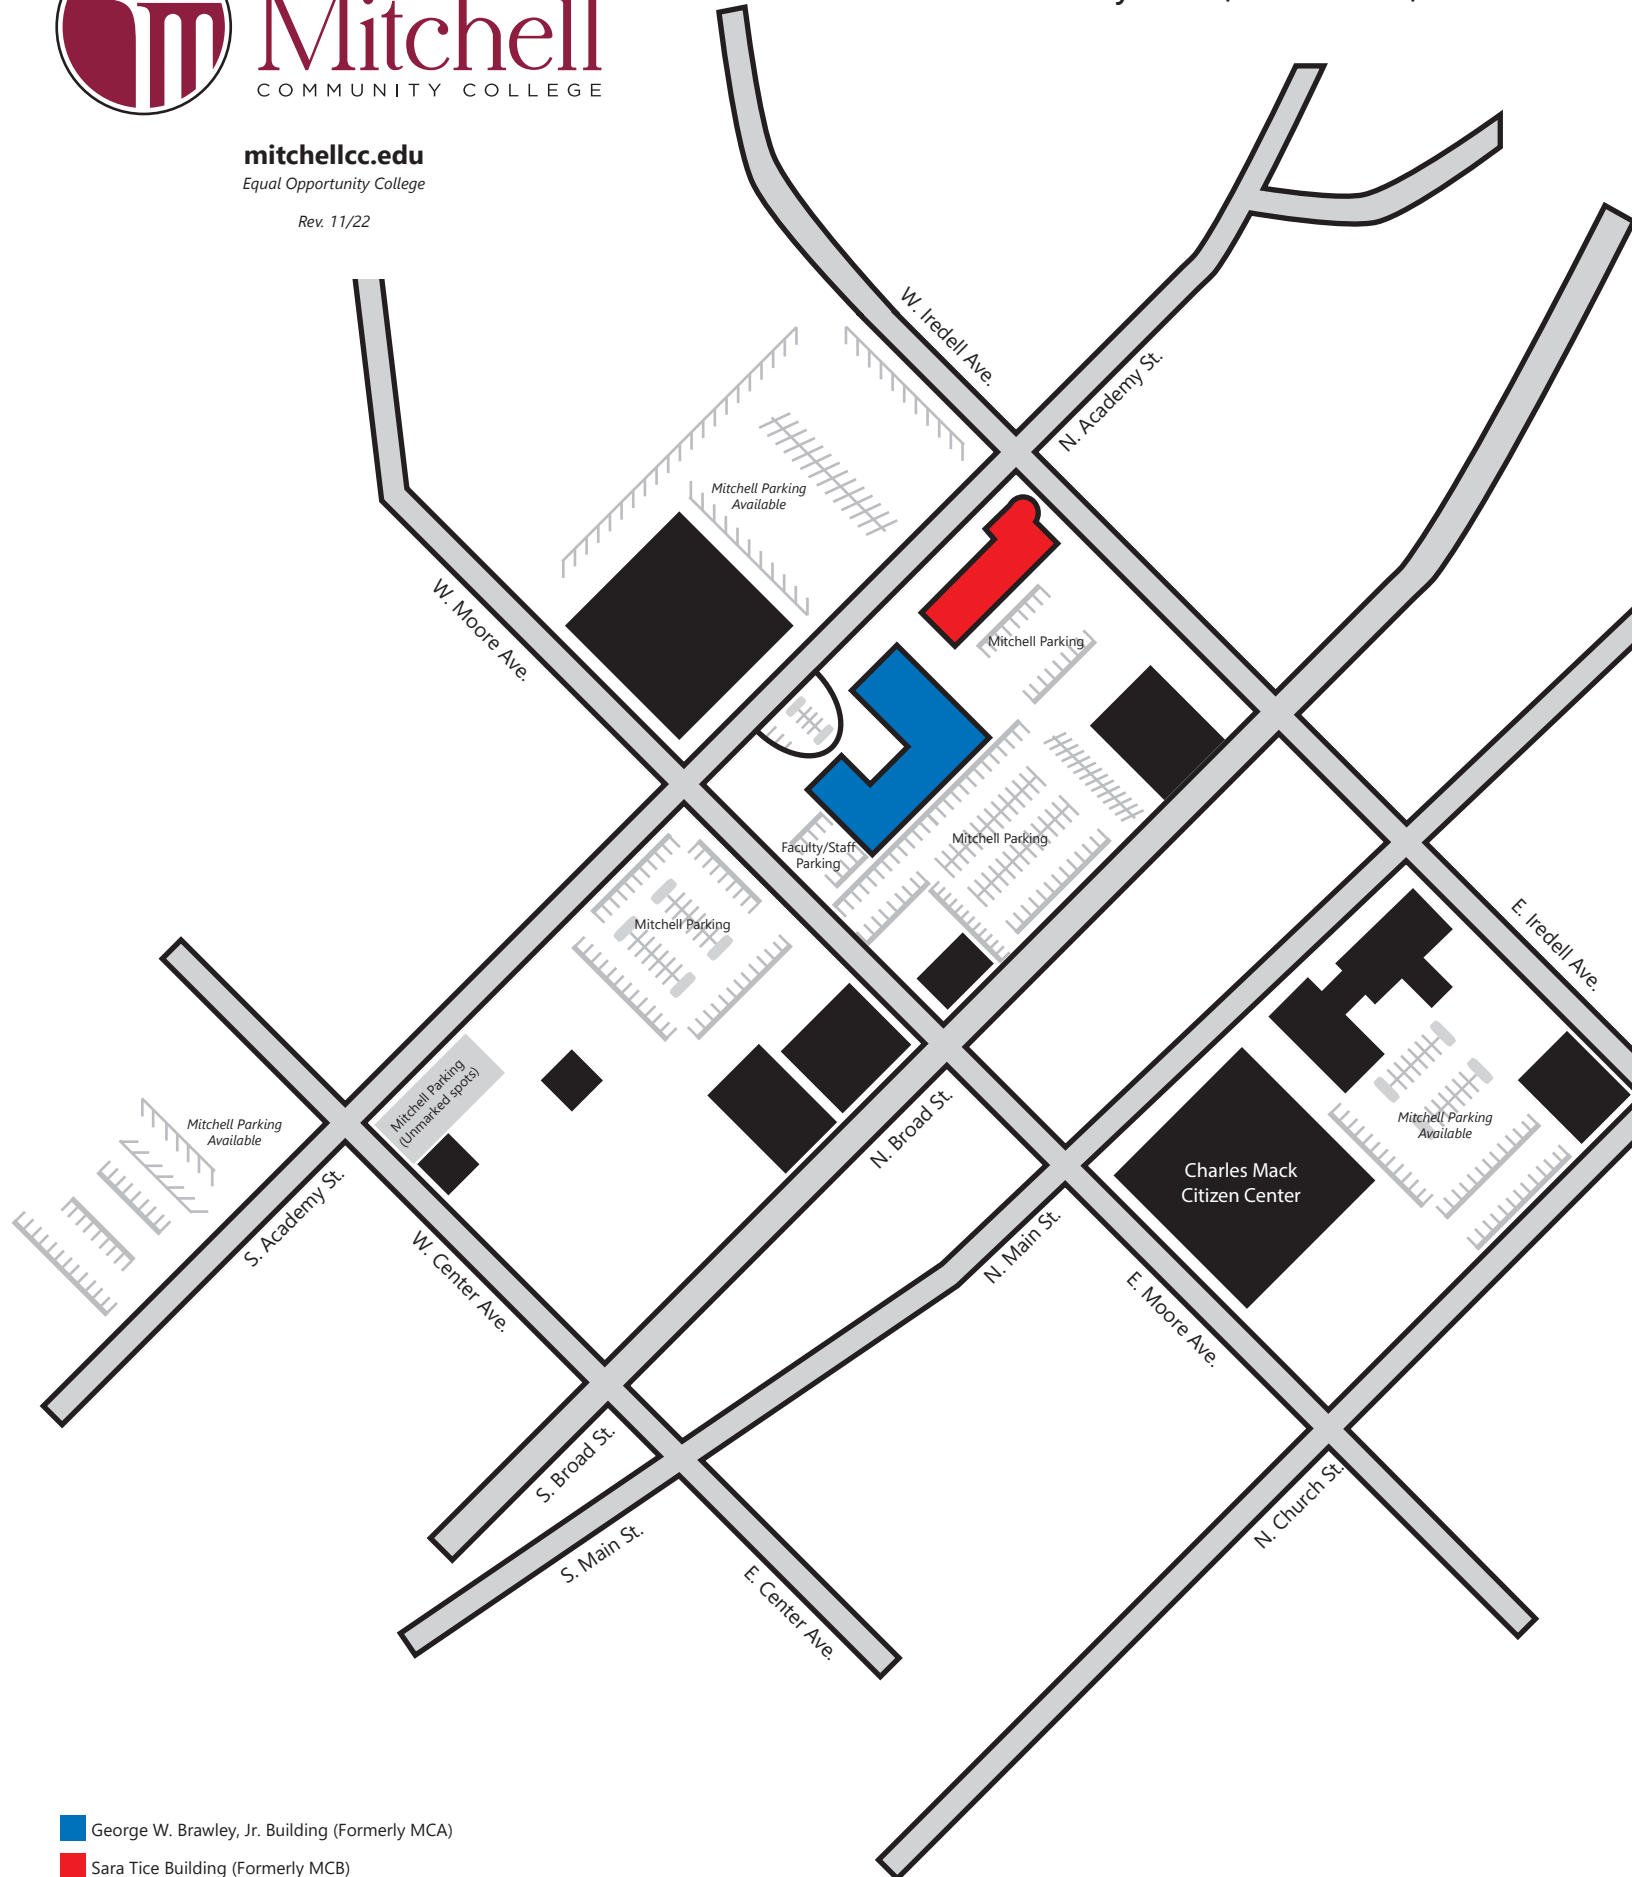 Mitchell
COMMUNITY COLLEGE
mitchellcc.edu
Equal Opportunity College
Rev. 11/22
W. Iredell Ave.
N. Academy St.
Mitchell Parking
Available
W. Moore Ave.
Mitchell Parking
Mitchell Parking
Faculty/Staff
Parking
Mitchell Parking
E. Iredell Ave.
Mitchell Parking
(Unmarked spots)
Mitchell Parking
Available
Mitchell Parking
Available
N. Broad St.
Charles Mack
Citizen Center
S. Academy St.
W. Center Ave.
N. Main St.
E. Moore Ave.
S. Broad St.
N. Church St.
S. Main St.
E. Center Ave.
George W. Brawley, Jr. Building (Formerly MCA)
Sara Tice Building (Formerly MCB)